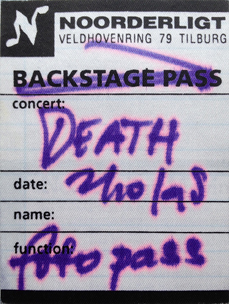 NOORDERLIGT
VELDHOVENRING 79 TILBURG
BACKSTAGE PASS
concert:
DEATH
date:
name:
function:
foto pass